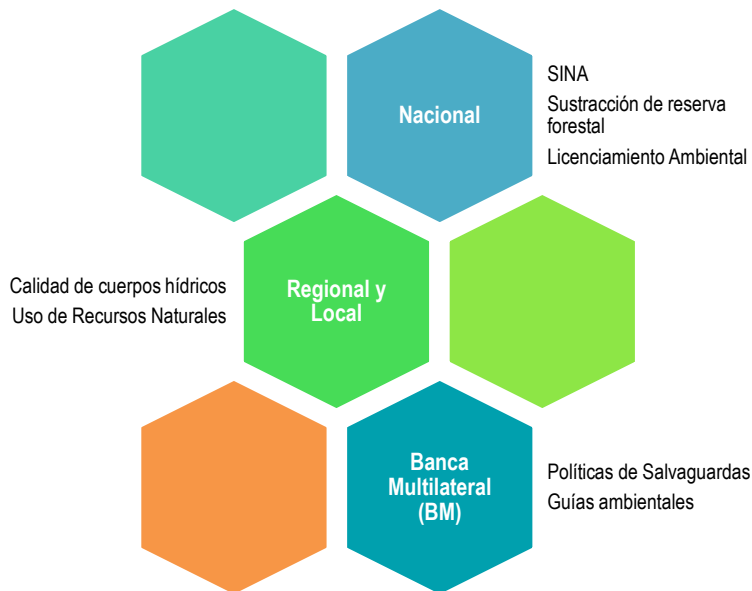 Nacional
SINA
Sustracción de reserva
forestal
Licenciamiento Ambiental
Calidad de cuerpos hídricos
Uso de Recursos Naturales
Regional y
Local
Banca
Multilateral
(BM)
Políticas de Salvaguardas
Guías ambientales